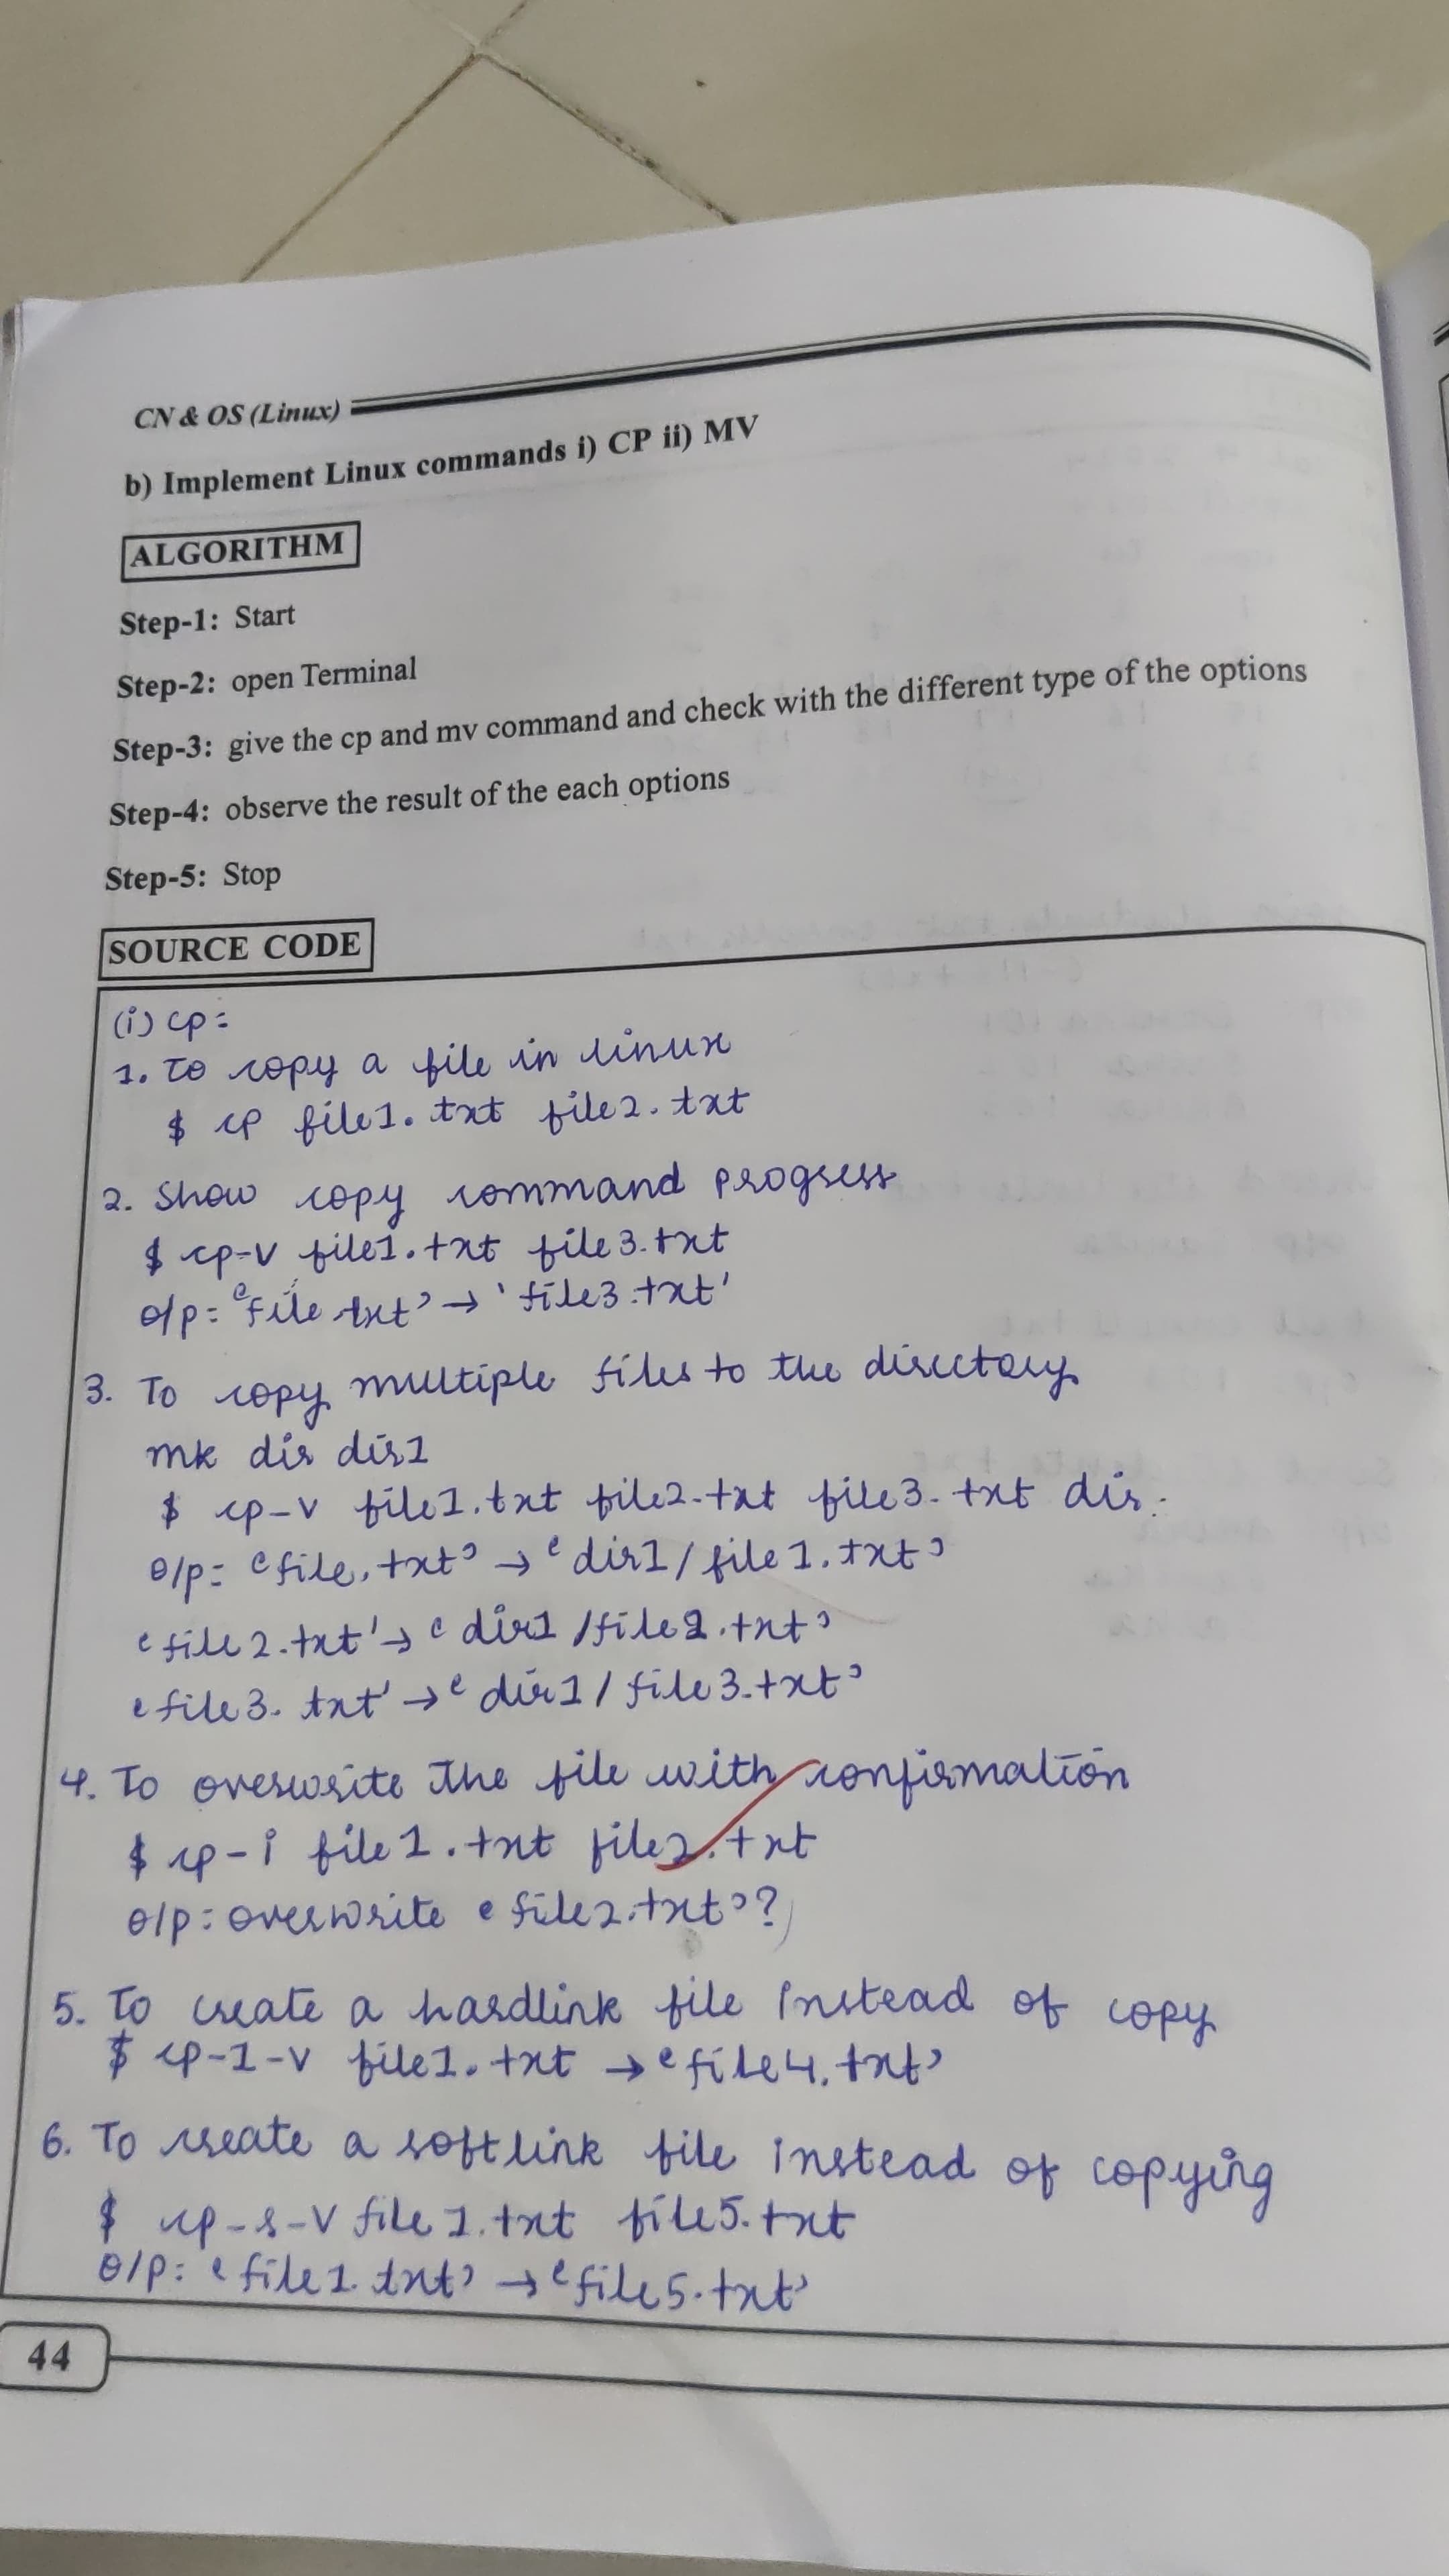 CN & OS (Linux)
b) Implement Linux commands i) CP ii) MV
ALGORITHM
Step-1: Start
Step-2: open Terminal
Step-3: give the cp and mv command and check with the different type of the options
Step-4: observe the result of the each options
Step-5: Stop
SOURCE CODE
(i) cp:
1. To copy a file in linux
$ cp file1.txt file2.txt
2. Show copy command progress
$ cp-v file1.txt file3.txt
o/p: 'file.txt' → 'file3.txt'
3. To copy multiple files to the directory
mk dir dir1
$ cp-v file1.txt file2.txt file3.txt dir.
o/p: 'file.txt' → 'dir1/file1.txt'
'file2.txt' → 'dir1/file2.txt'
'file3.txt' → 'dir1/file3.txt'
4. To overwrite the file with confirmation
$ cp-i file1.txt file2.txt
o/p: overwrite 'file2.txt'?
5. To create a hardlink file instead of copy
$ cp-1-v file1.txt → 'file4.txt'
6. To create a softlink file instead of copying
$ cp-s-v file1.txt file5.txt
o/p: 'file1.txt' → 'file5.txt'
44